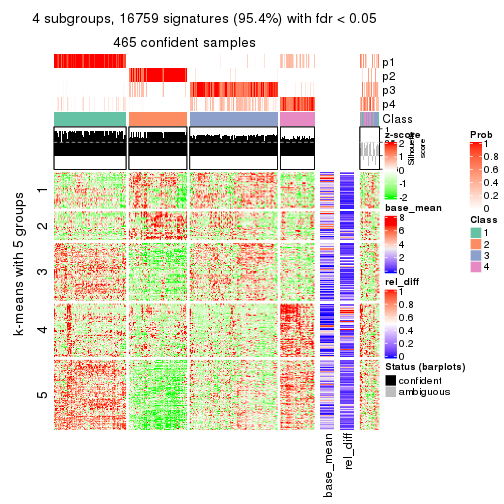 4 subgroups, 16759 signatures (95.4%) with fdr < 0.05
465 confident samples
p1
p2
p3
p4
Class
1
Silhouette
score
z-score
2
1
0
-1
-2
base_mean
8
6
4
2
0
rel_diff
1
0.8
0.6
0.4
0.2
0
Status (barplots)
confident
ambiguous
Prob
1
0.8
0.6
0.4
0.2
0
Class
1
2
3
4
k-means with 5 groups
1
2
3
4
5
base_mean
rel_diff